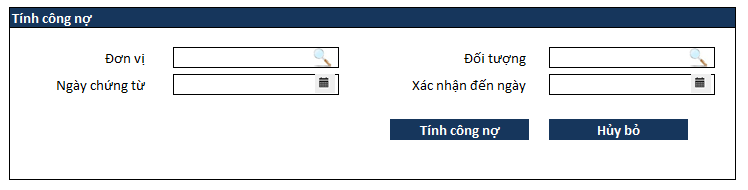 Tính công nợ
Đơn vị
Đối tượng
Ngày chứng từ
Xác nhận đến ngày
Tính công nợ
Hủy bỏ